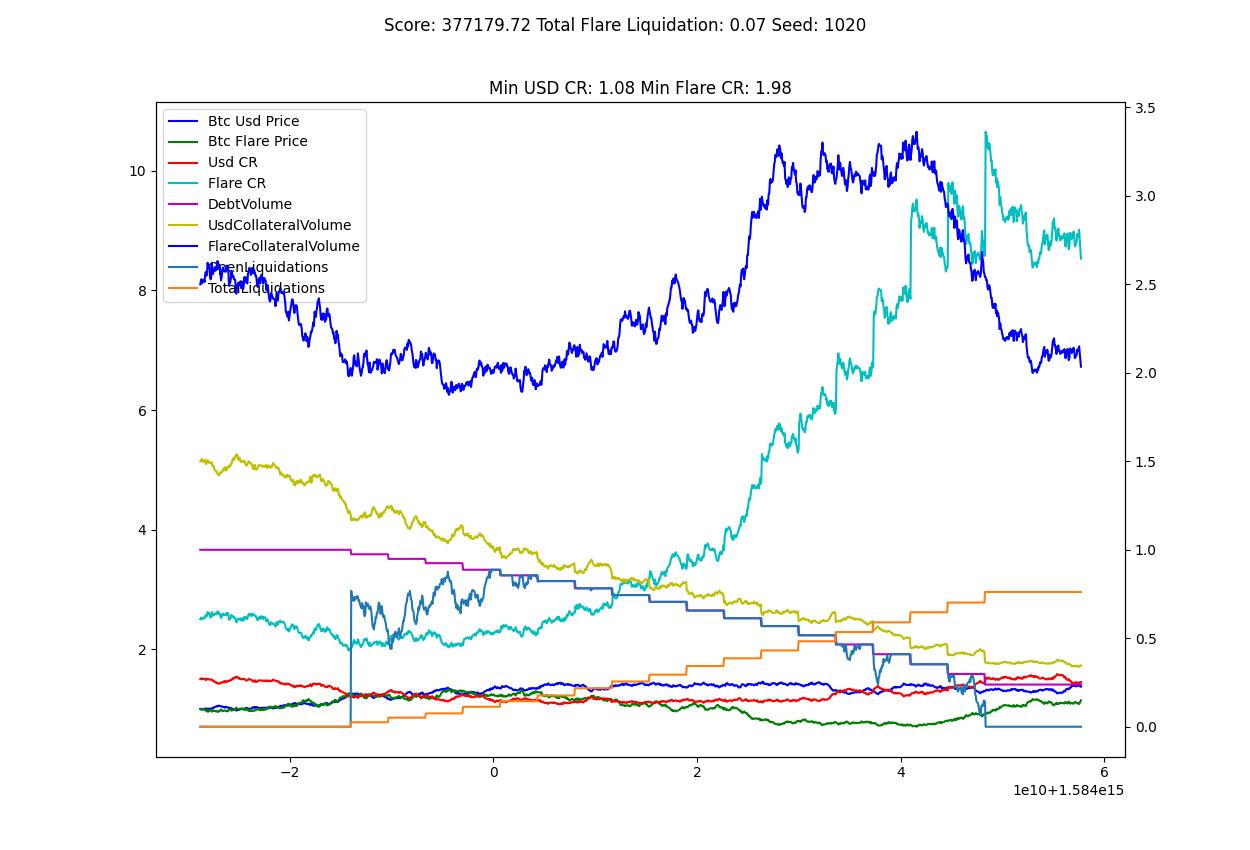 Score: 377179.72 Total Flare Liquidation: 0.07 Seed: 1020
Min USD CR: 1.08 Min Flare CR: 1.98
Btc Usd Price
Btc Flare Price
Usd CR
Flare CR
DebtVolume
UsdCollateralVolume
FlareCollateralVolume
OpenLiquidations
TotalLiquidations
10
8
6
4
2
3.5
3.0
2.5
2.0
1.5
1.0
0.5
0.0
−2
0
2
4
6
1e10+1.584e15